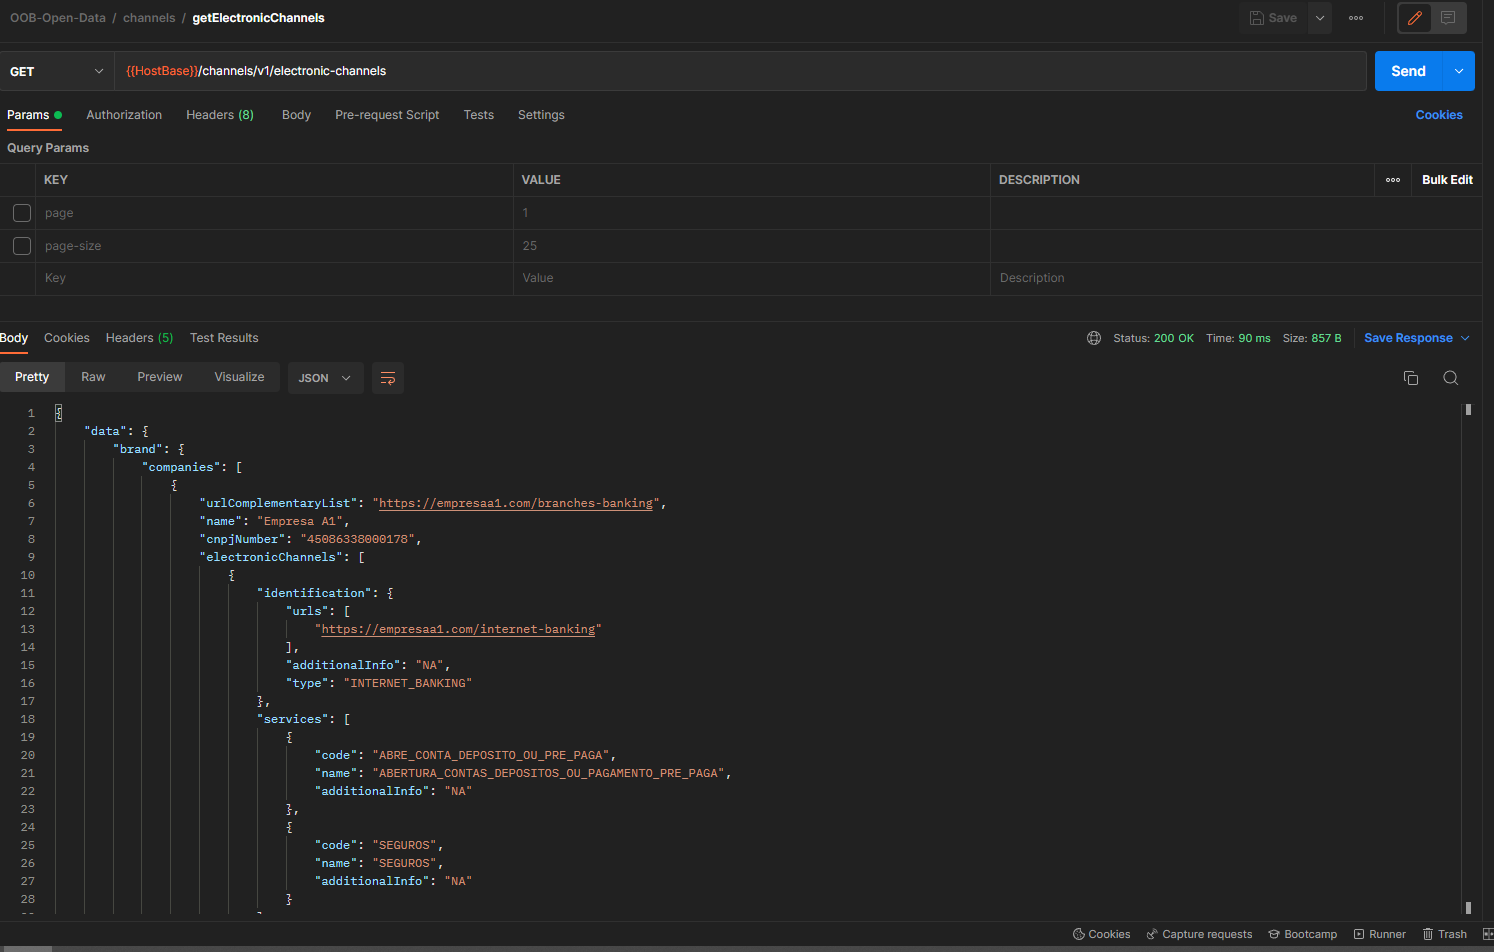 OOB-Open-Data / channels / getElectronicChannels
Save
GET {{HostBase}}/channels/v1/electronic-channels Send
Params Authorization Headers (8) Body Pre-request Script Tests Settings Cookies
Query Params
KEY VALUE DESCRIPTION Bulk Edit
page 1
page-size 25
Key Value Description
Body Cookies Headers (5) Test Results Status: 200 OK Time: 90 ms Size: 857 B Save Response
Pretty Raw Preview Visualize JSON
1 {
2 "data": {
3 "brand": {
4 "companies": [
5 {
6 "urlComplementaryList": "https://empresaa1.com/branches-banking",
7 "name": "Empresa A1",
8 "cnpjNumber": "45086338000178",
9 "electronicChannels": [
10 {
11 "identification": {
12 "urls": [
13 "https://empresaa1.com/internet-banking"
14 ],
15 "additionalInfo": "NA",
16 "type": "INTERNET_BANKING"
17 },
18 "services": [
19 {
20 "code": "ABRE_CONTA_DEPOSITO_OU_PRE_PAGA",
21 "name": "ABERTURA_CONTAS_DEPOSITOS_OU_PAGAMENTO_PRE_PAGA",
22 "additionalInfo": "NA"
23 },
24 {
25 "code": "SEGUROS",
26 "name": "SEGUROS",
27 "additionalInfo": "NA"
28 }
Cookies Capture requests Bootcamp Runner Trash